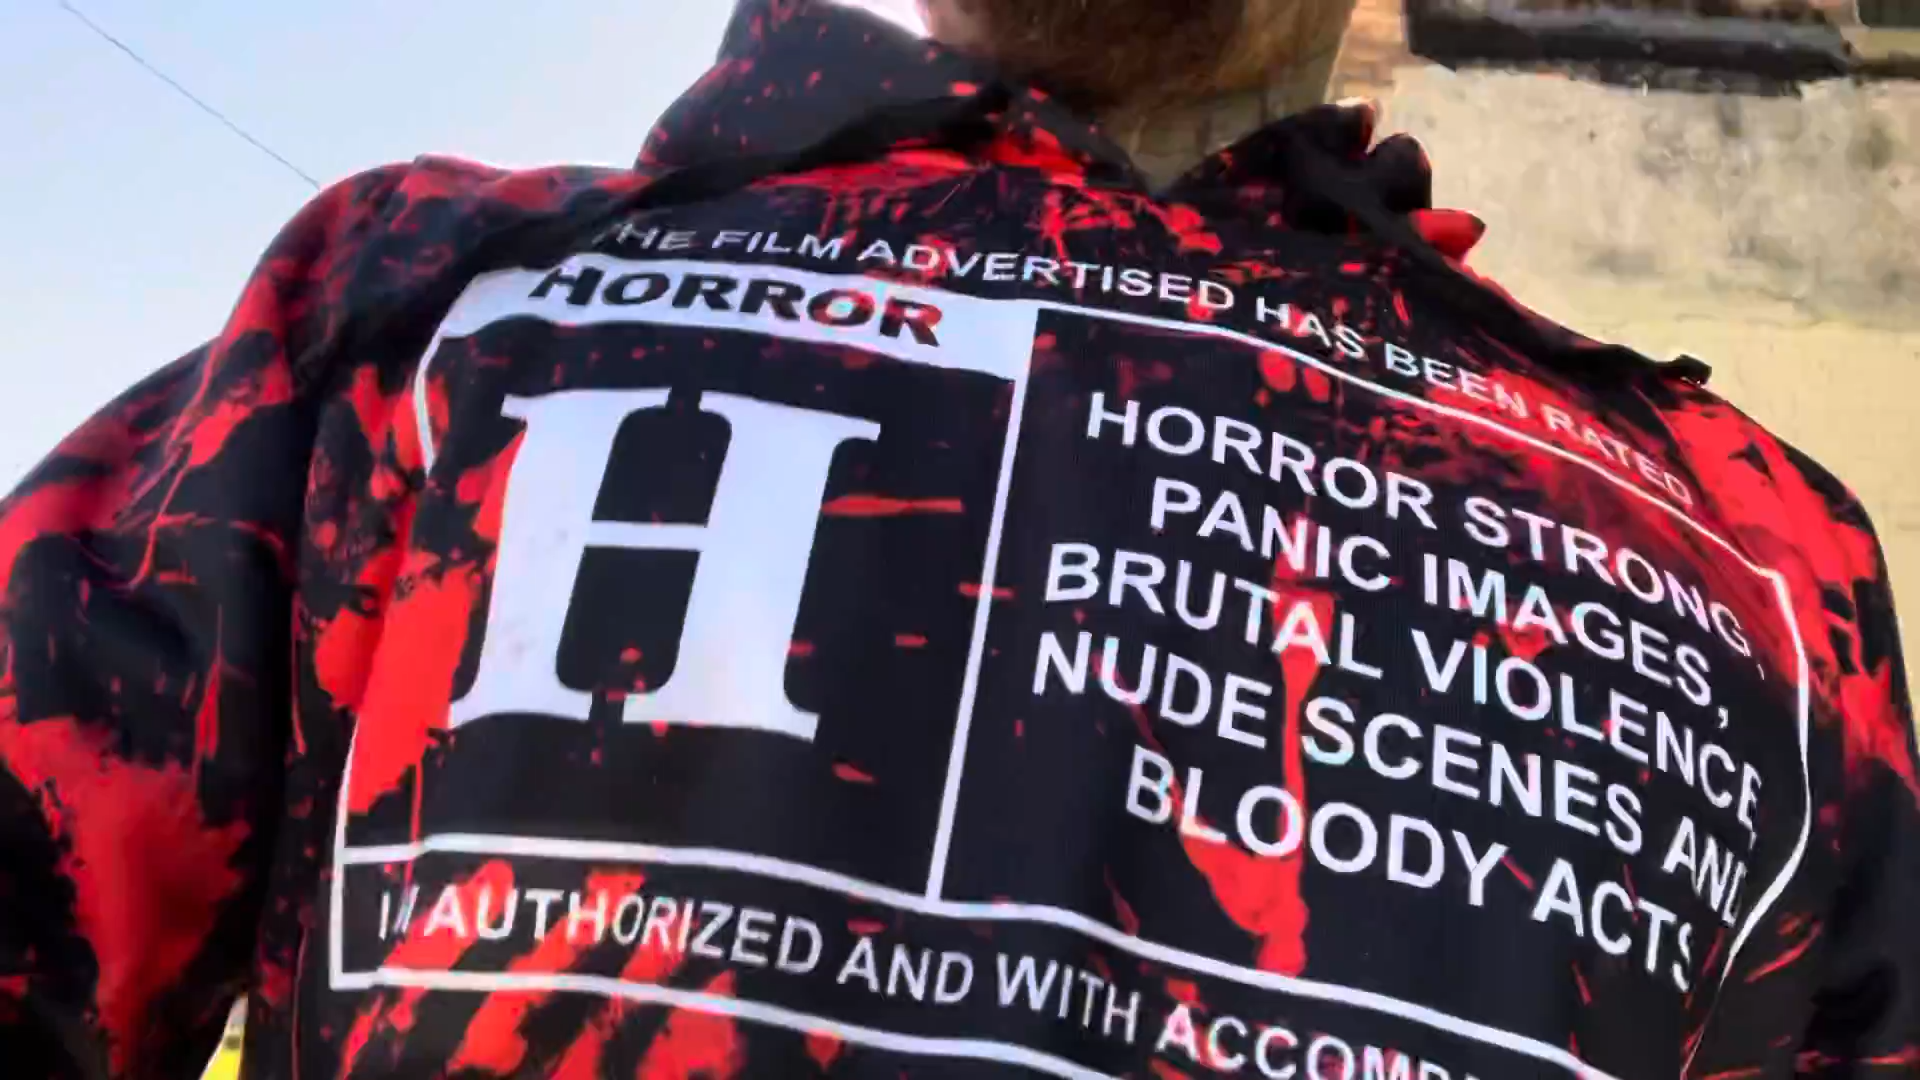 THE FILM ADVERTISED HAS BEEN RATED
HORROR
H
HORROR STRONG,
PANIC IMAGES,
BRUTAL VIOLENCE,
NUDE SCENES AND
BLOODY ACTS
AUTHORIZED AND WITH